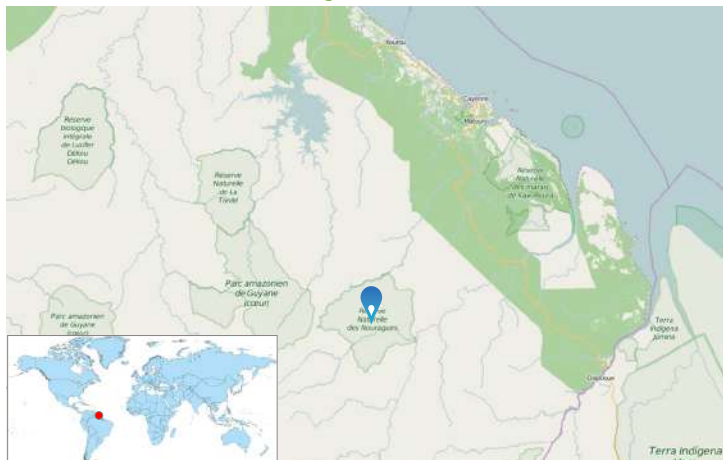 Kourou
Cayenne
Matoury
Réserve
biologique
intégrale
de Lucifer
Dékou
Dékou
Réserve
Naturelle
de La
Trinité
Réserve
Naturelle
des marais
de Kaw-Roura
Parc amazonien
de Guyane
(cœur)
Parc amazonien
de Guyane
(cœur)
Réserve
Naturelle
des Nouragues
Terra
Indígena
Jumina
Oiapoque
Terra Indígena